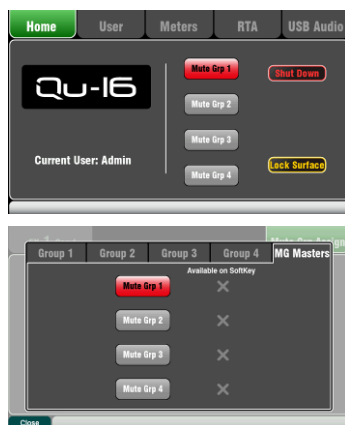 Home User Meters RTA USB Audio
Mute Grp 1
Shut Down
Qu-16
Mute Grp 2
Mute Grp 3
Current User: Admin
Lock Surface
Mute Grp 4
Group 1 Group 2 Group 3 Group 4 MG Masters
Available on SoftKey
Mute Grp 1
Mute Grp 2
Mute Grp 3
Mute Grp 4
Close